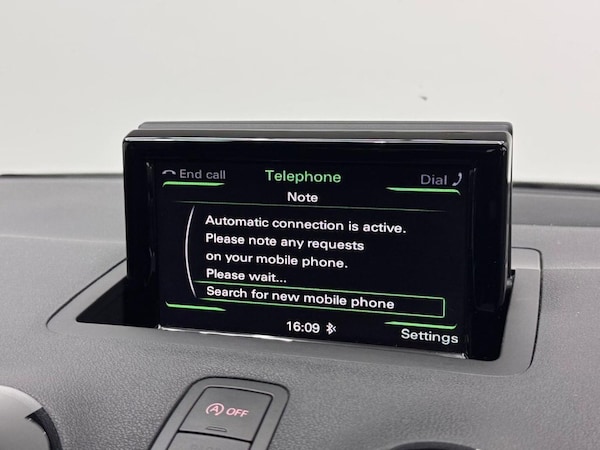 End call
Telephone
Dial
Note
Automatic connection is active.
Please note any requests
on your mobile phone.
Please wait...
Search for new mobile phone
16:09
Settings
A OFF